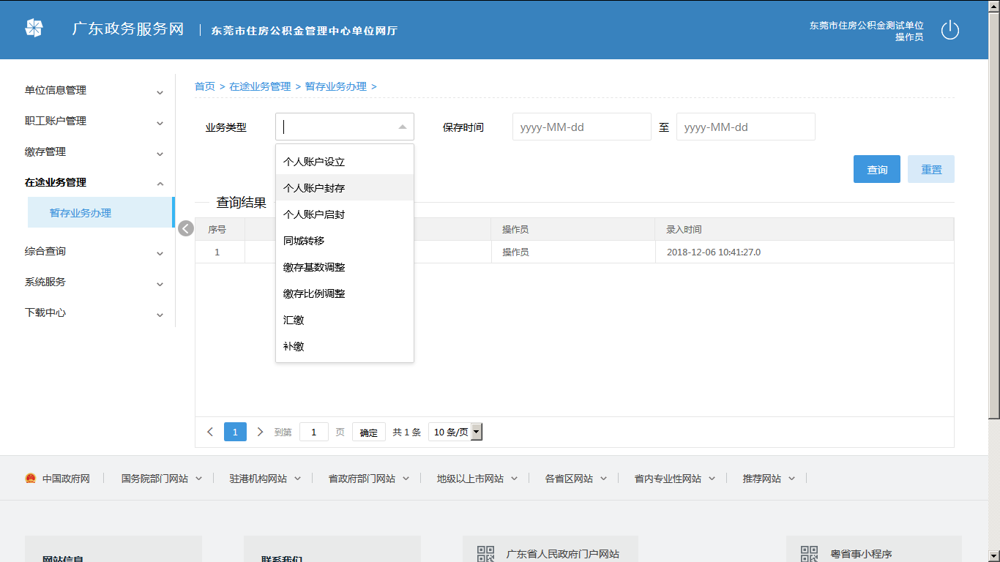 广东政务服务网 | 东莞市住房公积金管理中心单位网厅
东莞市住房公积金测试单位
操作员
单位信息管理
职工账户管理
缴存管理
在途业务管理
暂存业务办理
综合查询
系统服务
下载中心
首页 > 在途业务管理 > 暂存业务办理 >
业务类型
保存时间 yyyy-MM-dd 至 yyyy-MM-dd
个人账户设立
个人账户封存
个人账户启封
同城转移
缴存基数调整
缴存比例调整
汇缴
补缴
查询 重置
查询结果
序号 操作员 录入时间
1 操作员 2018-12-06 10:41:27.0
1 到第 1 页 确定 共 1 条 10 条/页
中国政府网 国务院部门网站 驻港机构网站 省政府部门网站 地级以上市网站 各省区网站 省内专业性网站 推荐网站
网站信息 联系我们 广东省人民政府门户网站 粤省事小程序